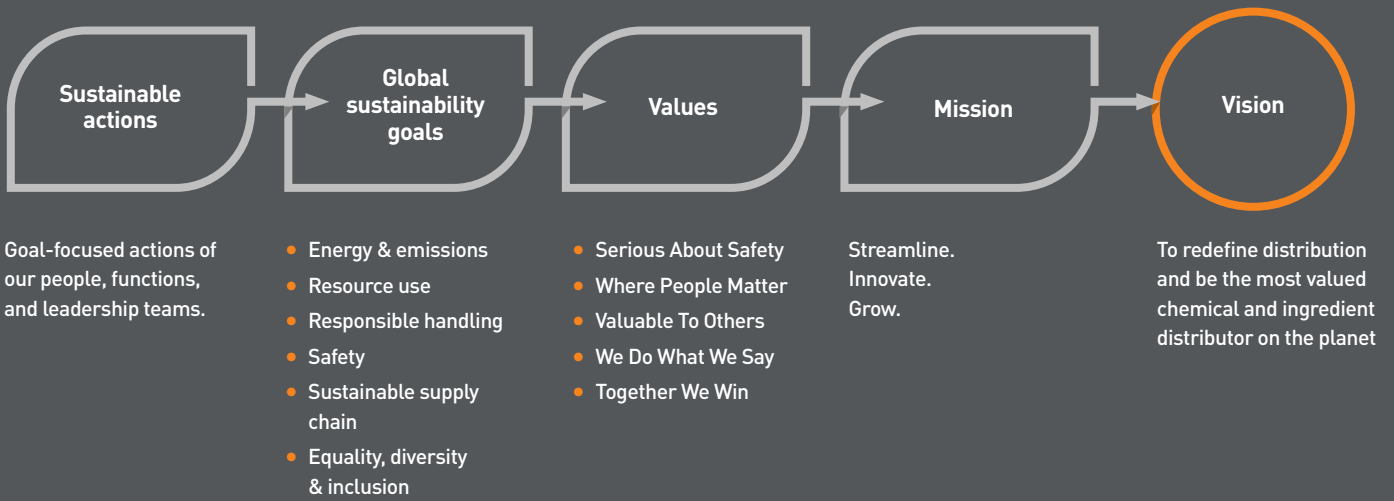 Sustainable
actions
Global
sustainability
goals
Values
Mission
Vision
Goal-focused actions of
our people, functions,
and leadership teams.
• Energy & emissions
• Resource use
• Responsible handling
• Safety
• Sustainable supply
chain
• Equality, diversity
& inclusion
• Serious About Safety
• Where People Matter
• Valuable To Others
• We Do What We Say
• Together We Win
Streamline.
Innovate.
Grow.
To redefine distribution
and be the most valued
chemical and ingredient
distributor on the planet